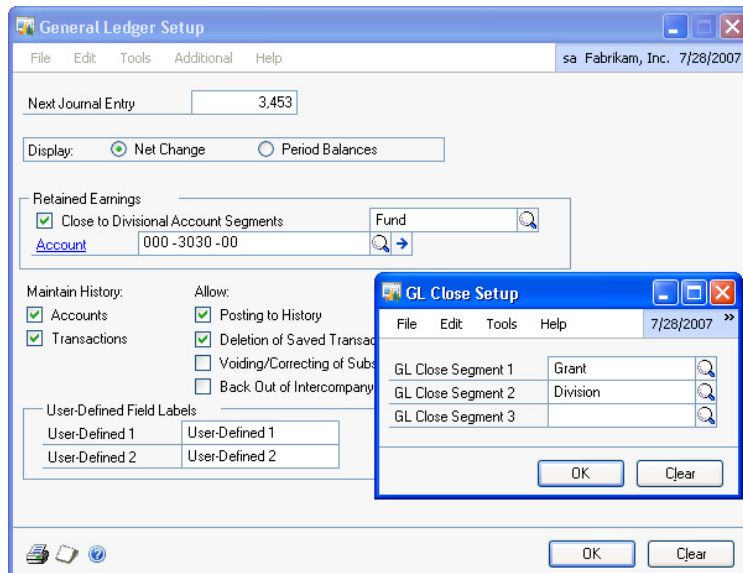 General Ledger Setup
File Edit Tools Additional Help sa Fabrikam, Inc. 7/28/2007
Next Journal Entry 3,453
Display: Net Change Period Balances
Retained Earnings
Close to Divisional Account Segments Fund
Account 000 -3030 -00
Maintain History: Allow:
Accounts Posting to History
Transactions Deletion of Saved Transac
Voiding/Correcting of Subs
Back Out of Intercompany
User-Defined Field Labels
User-Defined 1 User-Defined 1
User-Defined 2 User-Defined 2
GL Close Setup
File Edit Tools Help 7/28/2007 »
GL Close Segment 1 Grant
GL Close Segment 2 Division
GL Close Segment 3
OK Clear
OK Clear